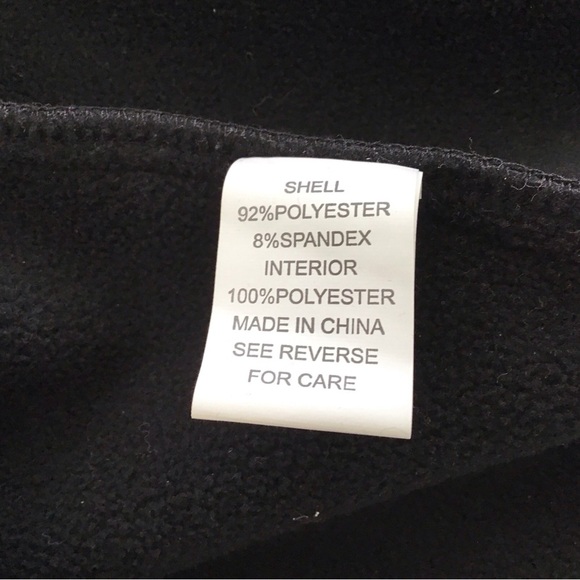 SHELL
92%POLYESTER
8%SPANDEX
INTERIOR
100%POLYESTER
MADE IN CHINA
SEE REVERSE
FOR CARE